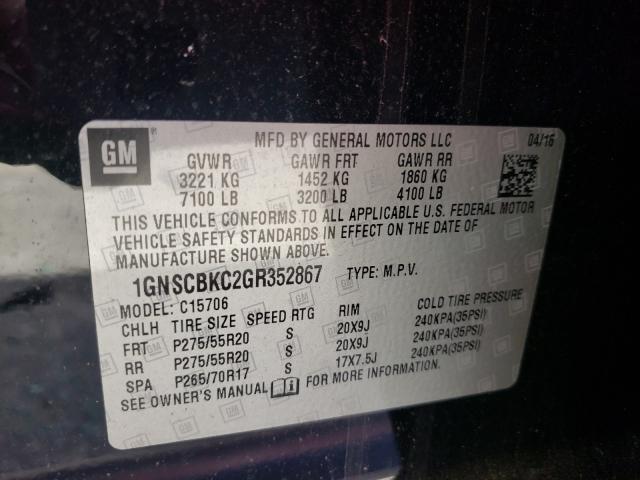 GM
MFD BY GENERAL MOTORS LLC 04/16
GVWR GAWR FRT GAWR RR
3221 KG 1452 KG 1860 KG
7100 LB 3200 LB 4100 LB
THIS VEHICLE CONFORMS TO ALL APPLICABLE U.S. FEDERAL MOTOR
VEHICLE SAFETY STANDARDS IN EFFECT ON THE DATE OF
MANUFACTURE SHOWN ABOVE.
1GNSCBKC2GR352867 TYPE: M.P.V.
MODEL: C15706
CHLH TIRE SIZE SPEED RTG RIM COLD TIRE PRESSURE
FRT P275/55R20 S 20X9J 240KPA(35PSI)
RR P275/55R20 S 20X9J 240KPA(35PSI)
SPA P265/70R17 S 17X7.5J 240KPA(35PSI)
SEE OWNER'S MANUAL FOR MORE INFORMATION.